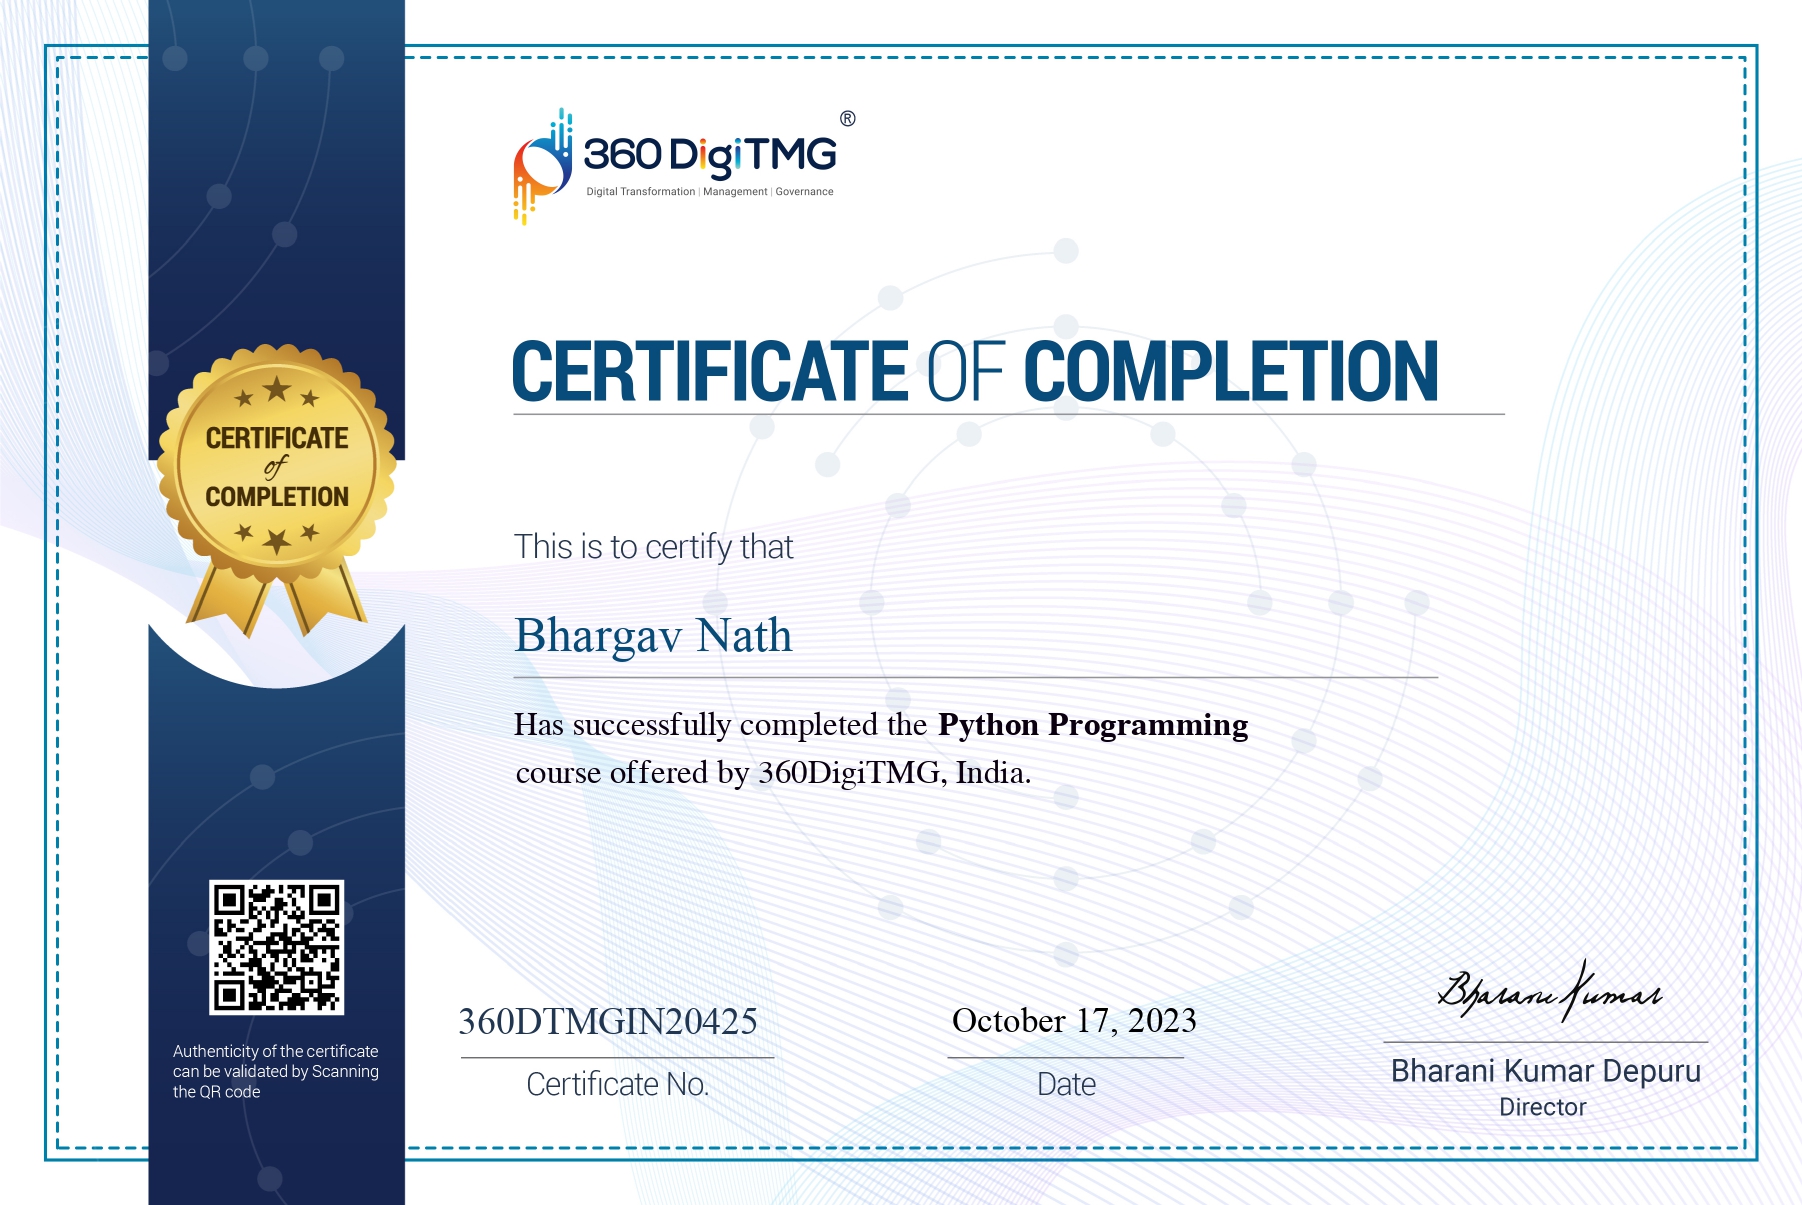 360 DigiTMG®
Digital Transformation | Management | Governance
CERTIFICATE OF COMPLETION
CERTIFICATE
of
COMPLETION
This is to certify that
Bhargav Nath
Has successfully completed the Python Programming
course offered by 360DigiTMG, India.
Authenticity of the certificate
can be validated by Scanning
the QR code
360DTMGIN20425
Certificate No.
October 17, 2023
Date
Bharani Kumar
Bharani Kumar Depuru
Director